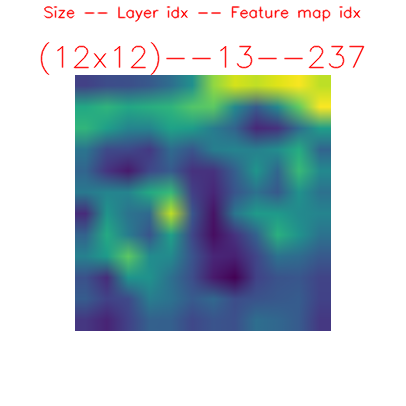 Size -- Layer idx -- Feature map idx
(12x12)--13--237